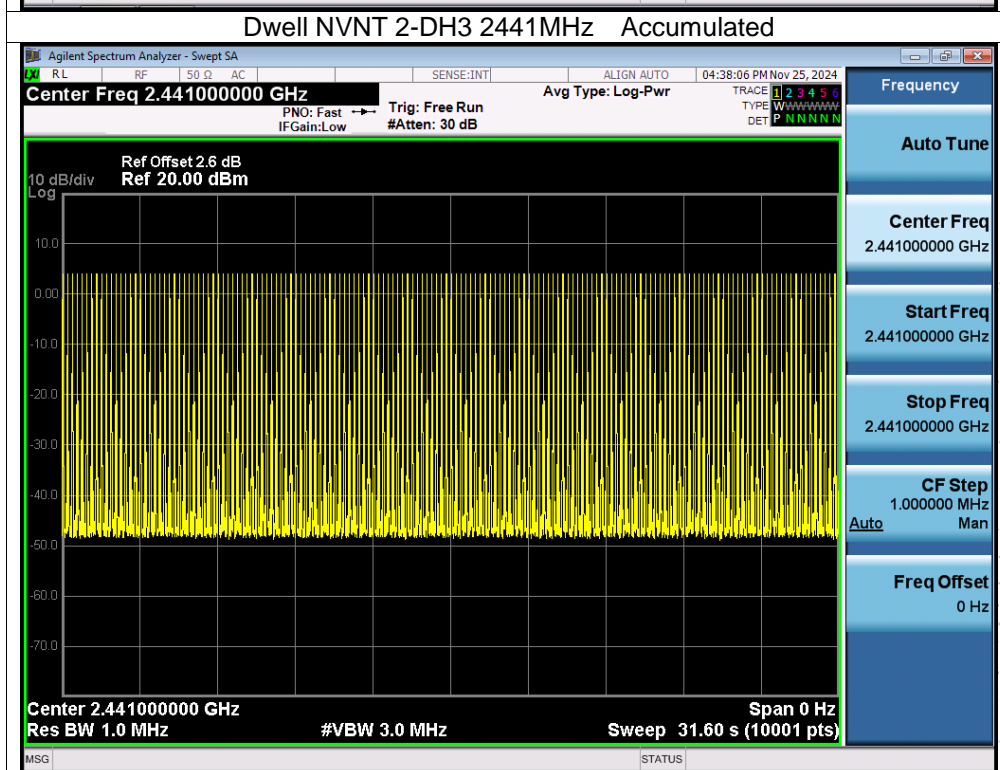 Dwell NVNT 2-DH3 2441MHz Accumulated
Agilent Spectrum Analyzer - Swept SA
LXI RL RF 50 Ω AC SENSE:INT ALIGN AUTO 04:38:06 PM Nov 25, 2024
Center Freq 2.441000000 GHz Avg Type: Log-Pwr TRACE 1 2 3 4 5 6
PNO: Fast Trig: Free Run TYPE WWWWWW
IFGain:Low #Atten: 30 dB DET P N N N N N
Frequency
Auto Tune
Center Freq
2.441000000 GHz
Start Freq
2.441000000 GHz
Stop Freq
2.441000000 GHz
CF Step
1.000000 MHz
Auto Man
Freq Offset
0 Hz
Ref Offset 2.6 dB
10 dB/div Ref 20.00 dBm
Log
10.0
0.00
-10.0
-20.0
-30.0
-40.0
-50.0
-60.0
-70.0
Center 2.441000000 GHz Span 0 Hz
Res BW 1.0 MHz #VBW 3.0 MHz Sweep 31.60 s (10001 pts)
MSG STATUS